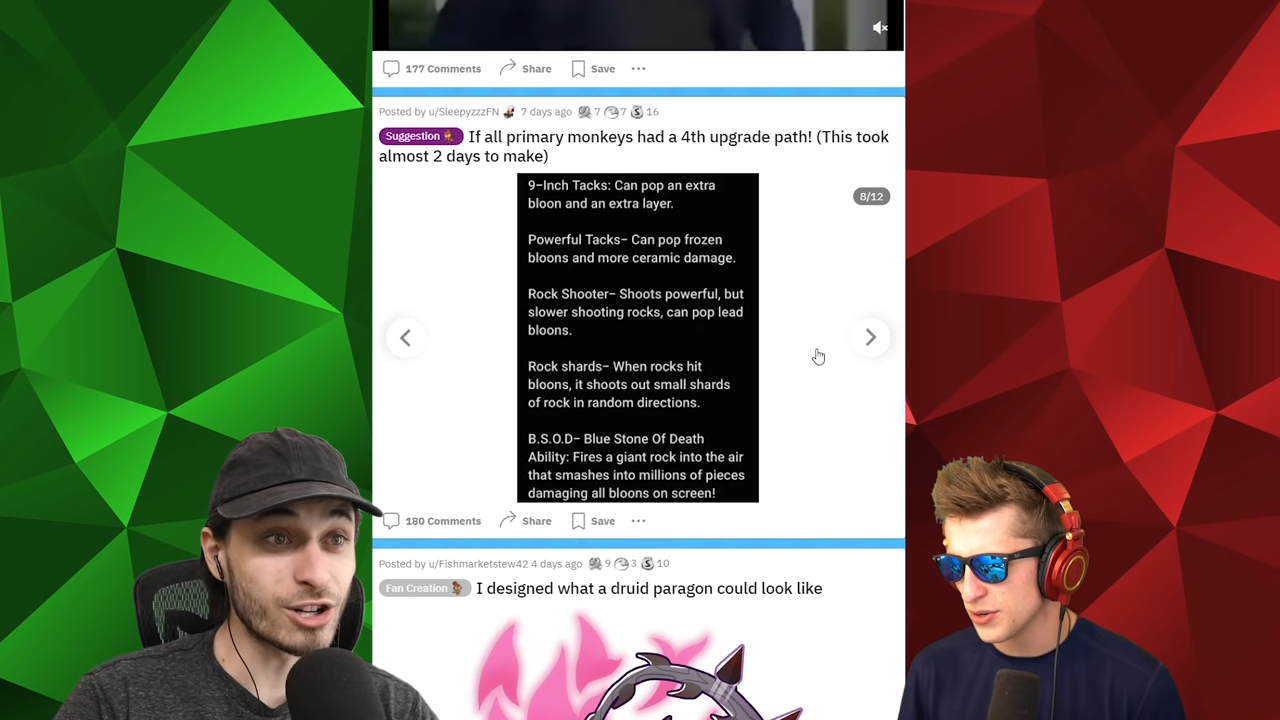 177 Comments Share Save
Posted by u/SleepyzzzFN 7 days ago 7 7 16
Suggestion If all primary monkeys had a 4th upgrade path! (This took
almost 2 days to make)
8/12
9-Inch Tacks: Can pop an extra
bloon and an extra layer.
Powerful Tacks- Can pop frozen
bloons and more ceramic damage.
Rock Shooter- Shoots powerful, but
slower shooting rocks, can pop lead
bloons.
Rock shards- When rocks hit
bloons, it shoots out small shards
of rock in random directions.
B.S.O.D- Blue Stone Of Death
Ability: Fires a giant rock into the air
that smashes into millions of pieces
damaging all bloons on screen!
180 Comments Share Save
Posted by u/Fishmarketstew42 4 days ago 9 3 10
Fan Creation I designed what a druid paragon could look like